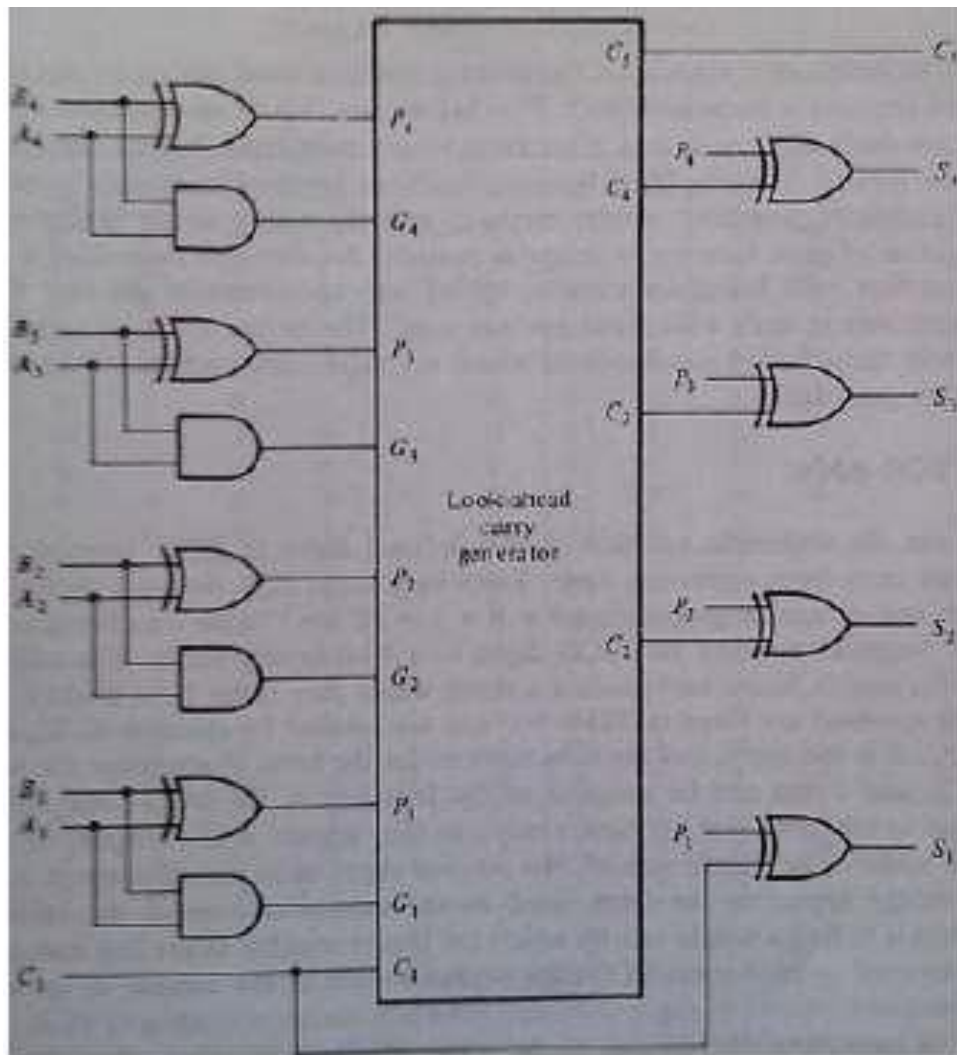 C₅ C₅
B₄
A₄
P₄
P₄
S₄
C₄
G₄
B₃
A₃
P₃
P₃
S₃
C₃
G₃
Look-ahead
carry
generator
B₂
A₂
P₂
P₂
S₂
C₂
G₂
B₁
A₁
P₁
P₁
S₁
G₁
C₁ C₁